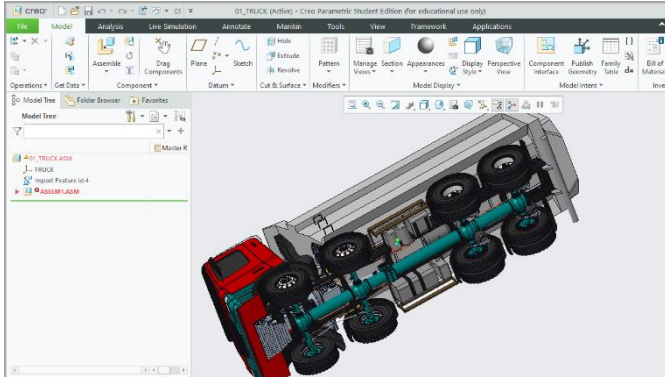 creo
01_TRUCK (Active) - Creo Parametric Student Edition (for educational use only)
File Model Analysis Live Simulation Annotate Manikin Tools View Framework Applications
Assemble Drag Components Plane Sketch Hole Extrude Revolve Pattern Manage Views Section Appearances Display Style Perspective View Component Interface Publish Geometry Family Table d= Bill of Material
Operations Get Data Component Datum Cut & Surface Modifiers Model Display Model Intent Inve
Model Tree Folder Browser Favorites
Model Tree
Master R
01_TRUCK.ASM
TRUCK
Import Feature id 4
ASSEM1.ASM